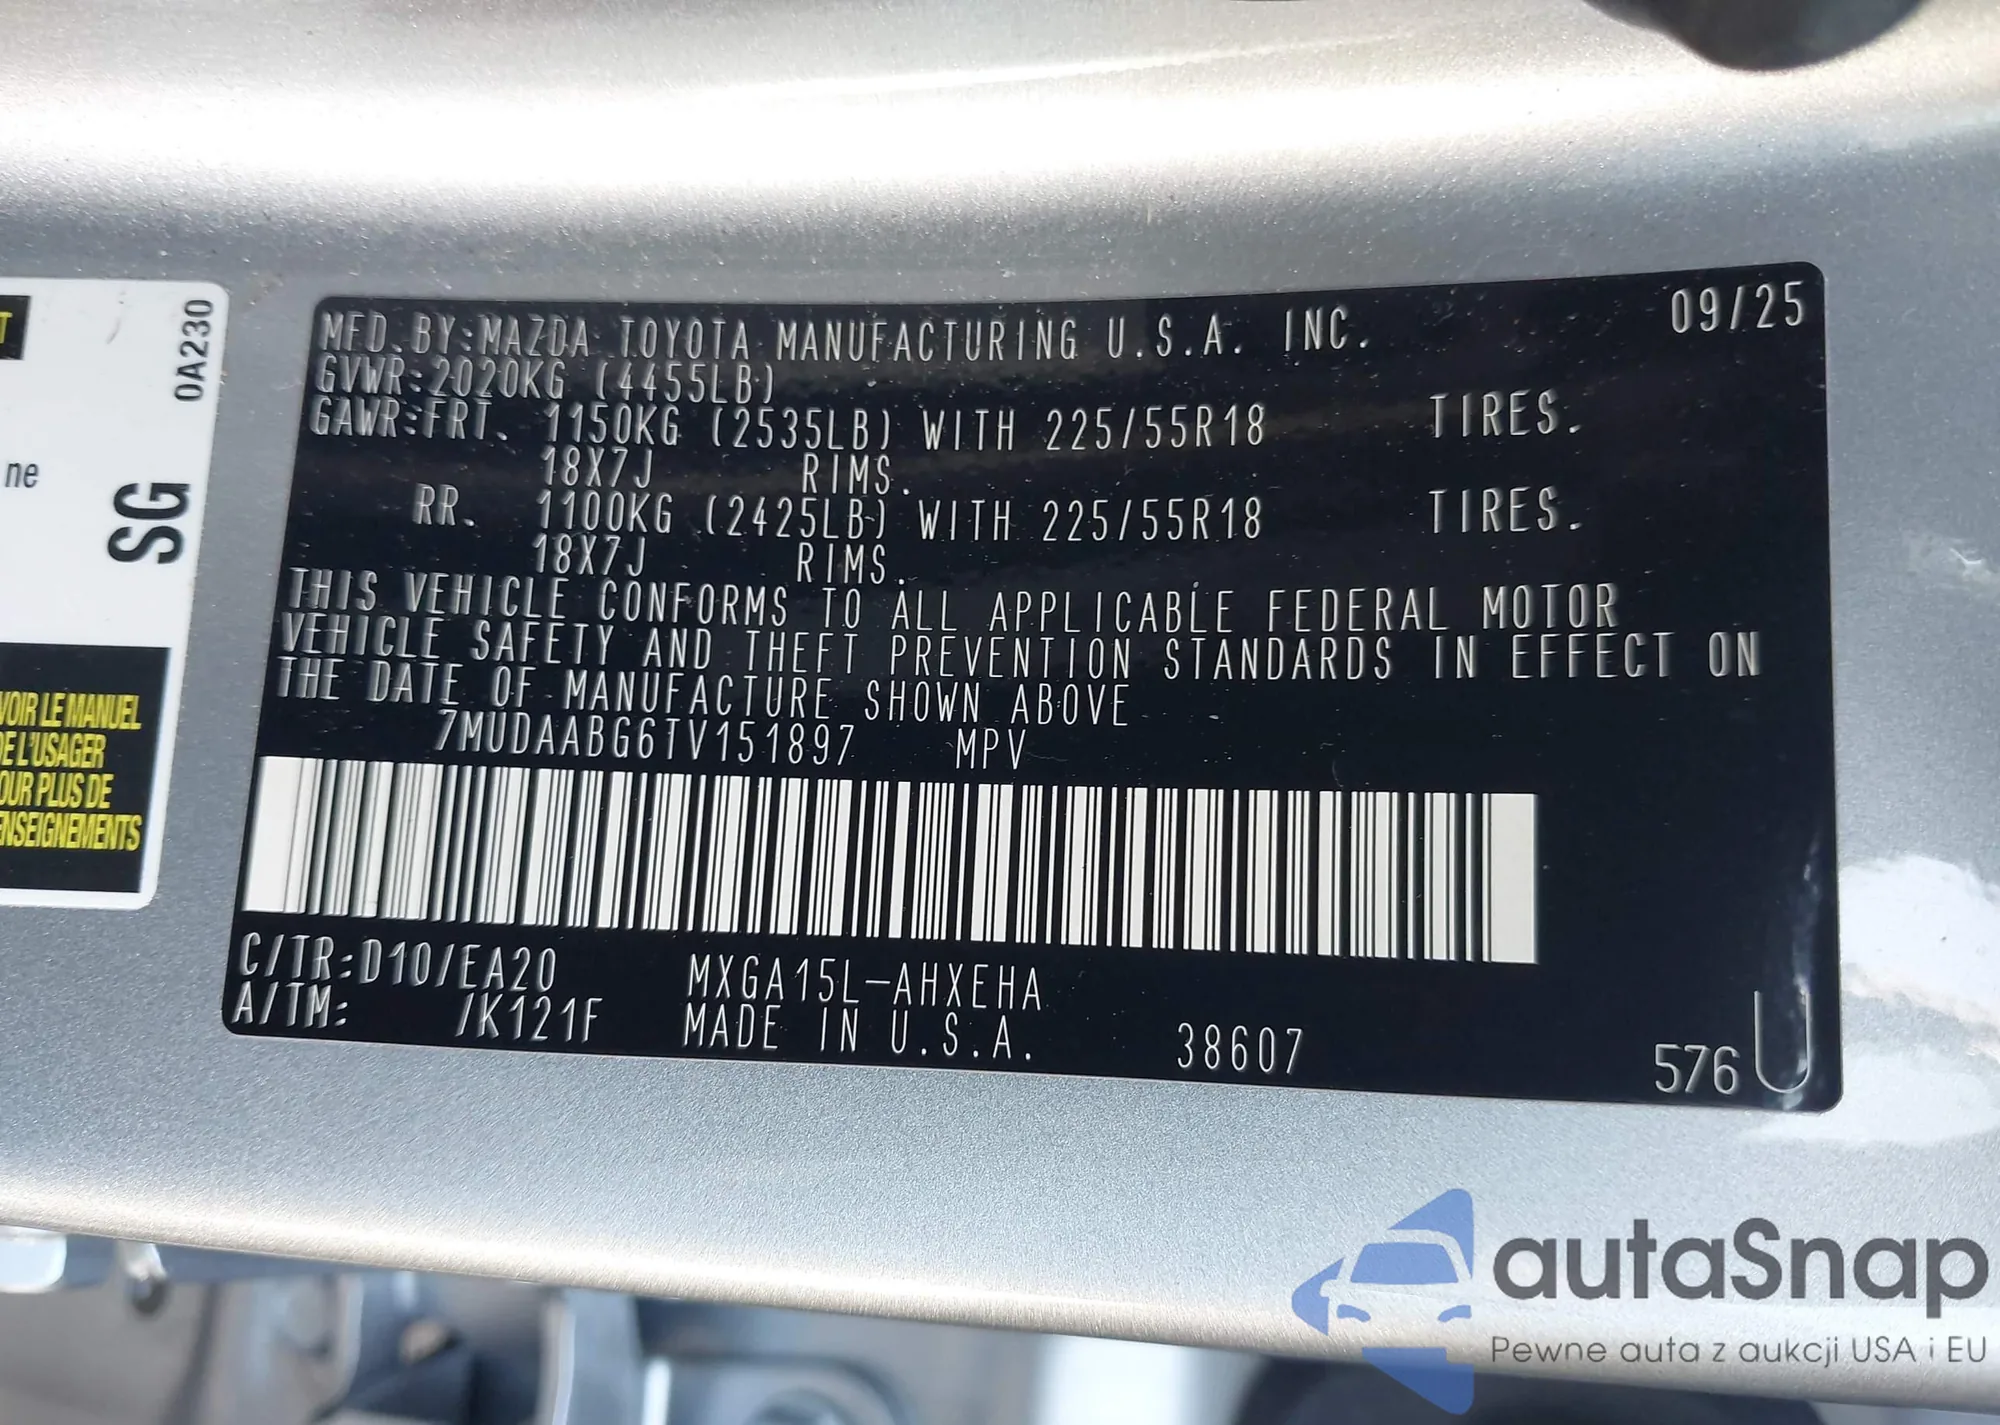 T
ne
SG
0A230
VOIR LE MANUEL
DE L'USAGER
OUR PLUS DE
ENSEIGNEMENTS
MFD.BY:MAZDA TOYOTA MANUFACTURING U.S.A. INC. 09/25
GVWR:2020KG (4455LB)
GAWR:FRT. 1150KG (2535LB) WITH 225/55R18 TIRES.
18X7J RIMS.
RR. 1100KG (2425LB) WITH 225/55R18 TIRES.
18X7J RIMS.
THIS VEHICLE CONFORMS TO ALL APPLICABLE FEDERAL MOTOR
VEHICLE SAFETY AND THEFT PREVENTION STANDARDS IN EFFECT ON
THE DATE OF MANUFACTURE SHOWN ABOVE
7MUDAABG6TV151897 MPV
C/TR:D10/EA20 MXGA15L-AHXEHA
A/TM: /K121F MADE IN U.S.A. 38607 576 U
autaSnap
Pewne auta z aukcji USA i EU